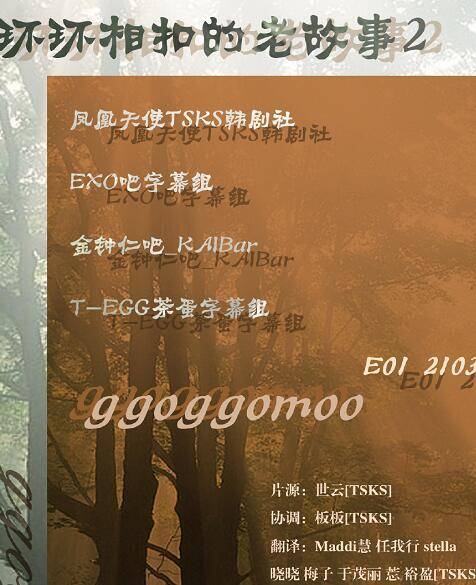 环环相扣的老故事2
凤凰天使TSKS韩剧社
EXO吧字幕组
金钟仁吧_KAIBar
T-EGG茶蛋字幕组
E01 2103
ggoggomoo
片源：世云[TSKS]
协调：板板[TSKS]
翻译：Maddi慧 任我行 stella
晓晓 梅子 于茂丽 莣 裕盈[TSKS